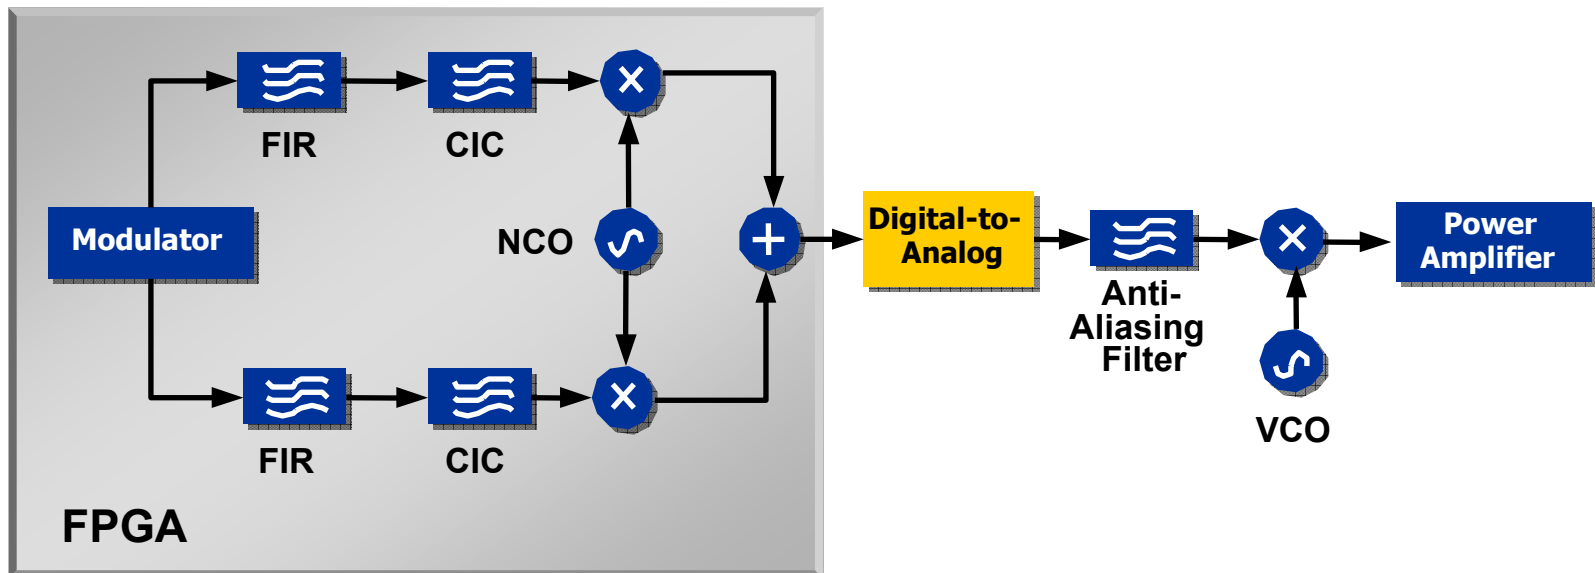 FIR
CIC
Modulator
NCO
Digital-to-
Analog
Power
Amplifier
Anti-
Aliasing
Filter
VCO
FIR
CIC
FPGA